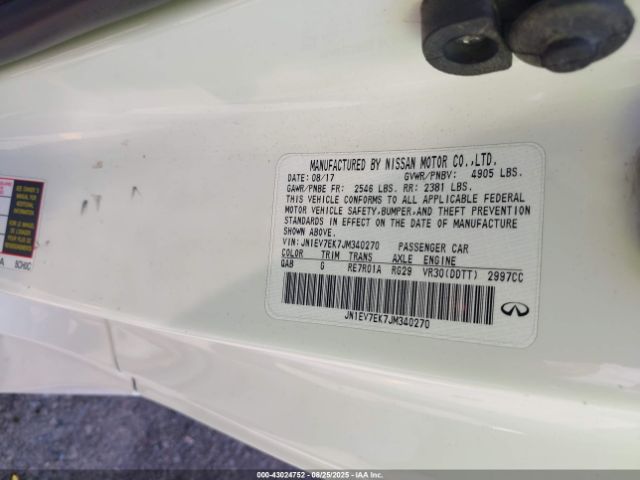 MANUFACTURED BY NISSAN MOTOR CO.,LTD.
DATE: 08/17 GVWR/PNBV: 4905 LBS.
GAWR/PNBE FR: 2546 LBS. RR: 2381 LBS.
THIS VEHICLE CONFORMS TO ALL APPLICABLE FEDERAL
MOTOR VEHICLE SAFETY,BUMPER,AND THEFT PREVENTION
STANDARDS IN EFFECT ON THE DATE OF MANUFACTURE
SHOWN ABOVE.
VIN: JN1EV7EK7JM340270 PASSENGER CAR
COLOR TRIM TRANS AXLE ENGINE
QAB G RE7R01A RG29 VR30(DDTT) 2997CC
JN1EV7EK7JM340270
BCH0C
000-43024752 - 08/25/2025 - COPART